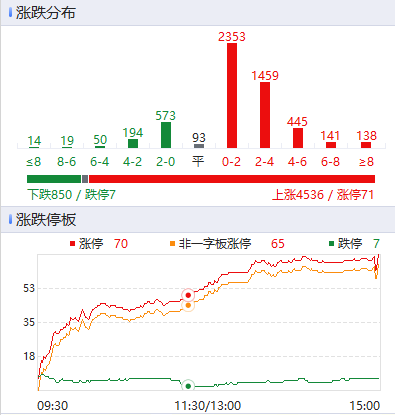 涨跌分布
14 19 50 194 573 93 2353 1459 445 141 138
≤8 8-6 6-4 4-2 2-0 平 0-2 2-4 4-6 6-8 ≥8
下跌850 / 跌停7 上涨4536 / 涨停71
涨跌停板
涨停 70 非一字板涨停 65 跌停 7
53
35
18
09:30 11:30/13:00 15:00